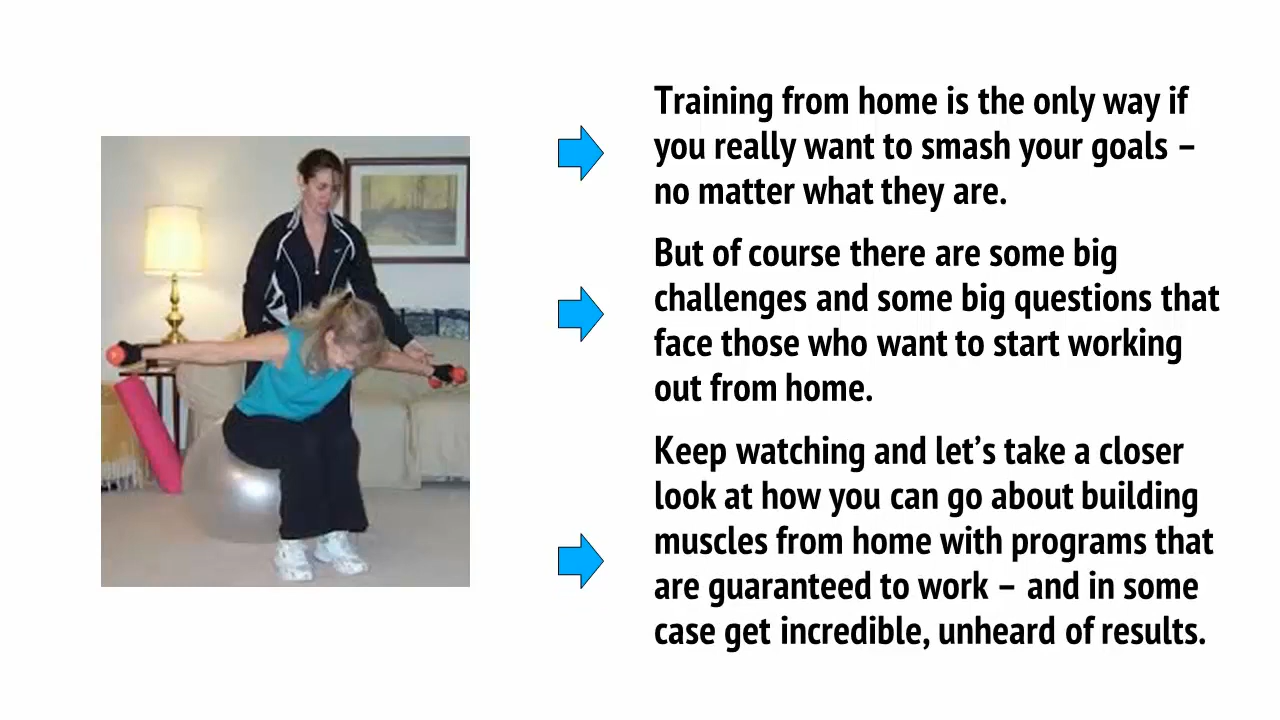 Training from home is the only way if
you really want to smash your goals –
no matter what they are.
But of course there are some big
challenges and some big questions that
face those who want to start working
out from home.
Keep watching and let’s take a closer
look at how you can go about building
muscles from home with programs that
are guaranteed to work – and in some
case get incredible, unheard of results.